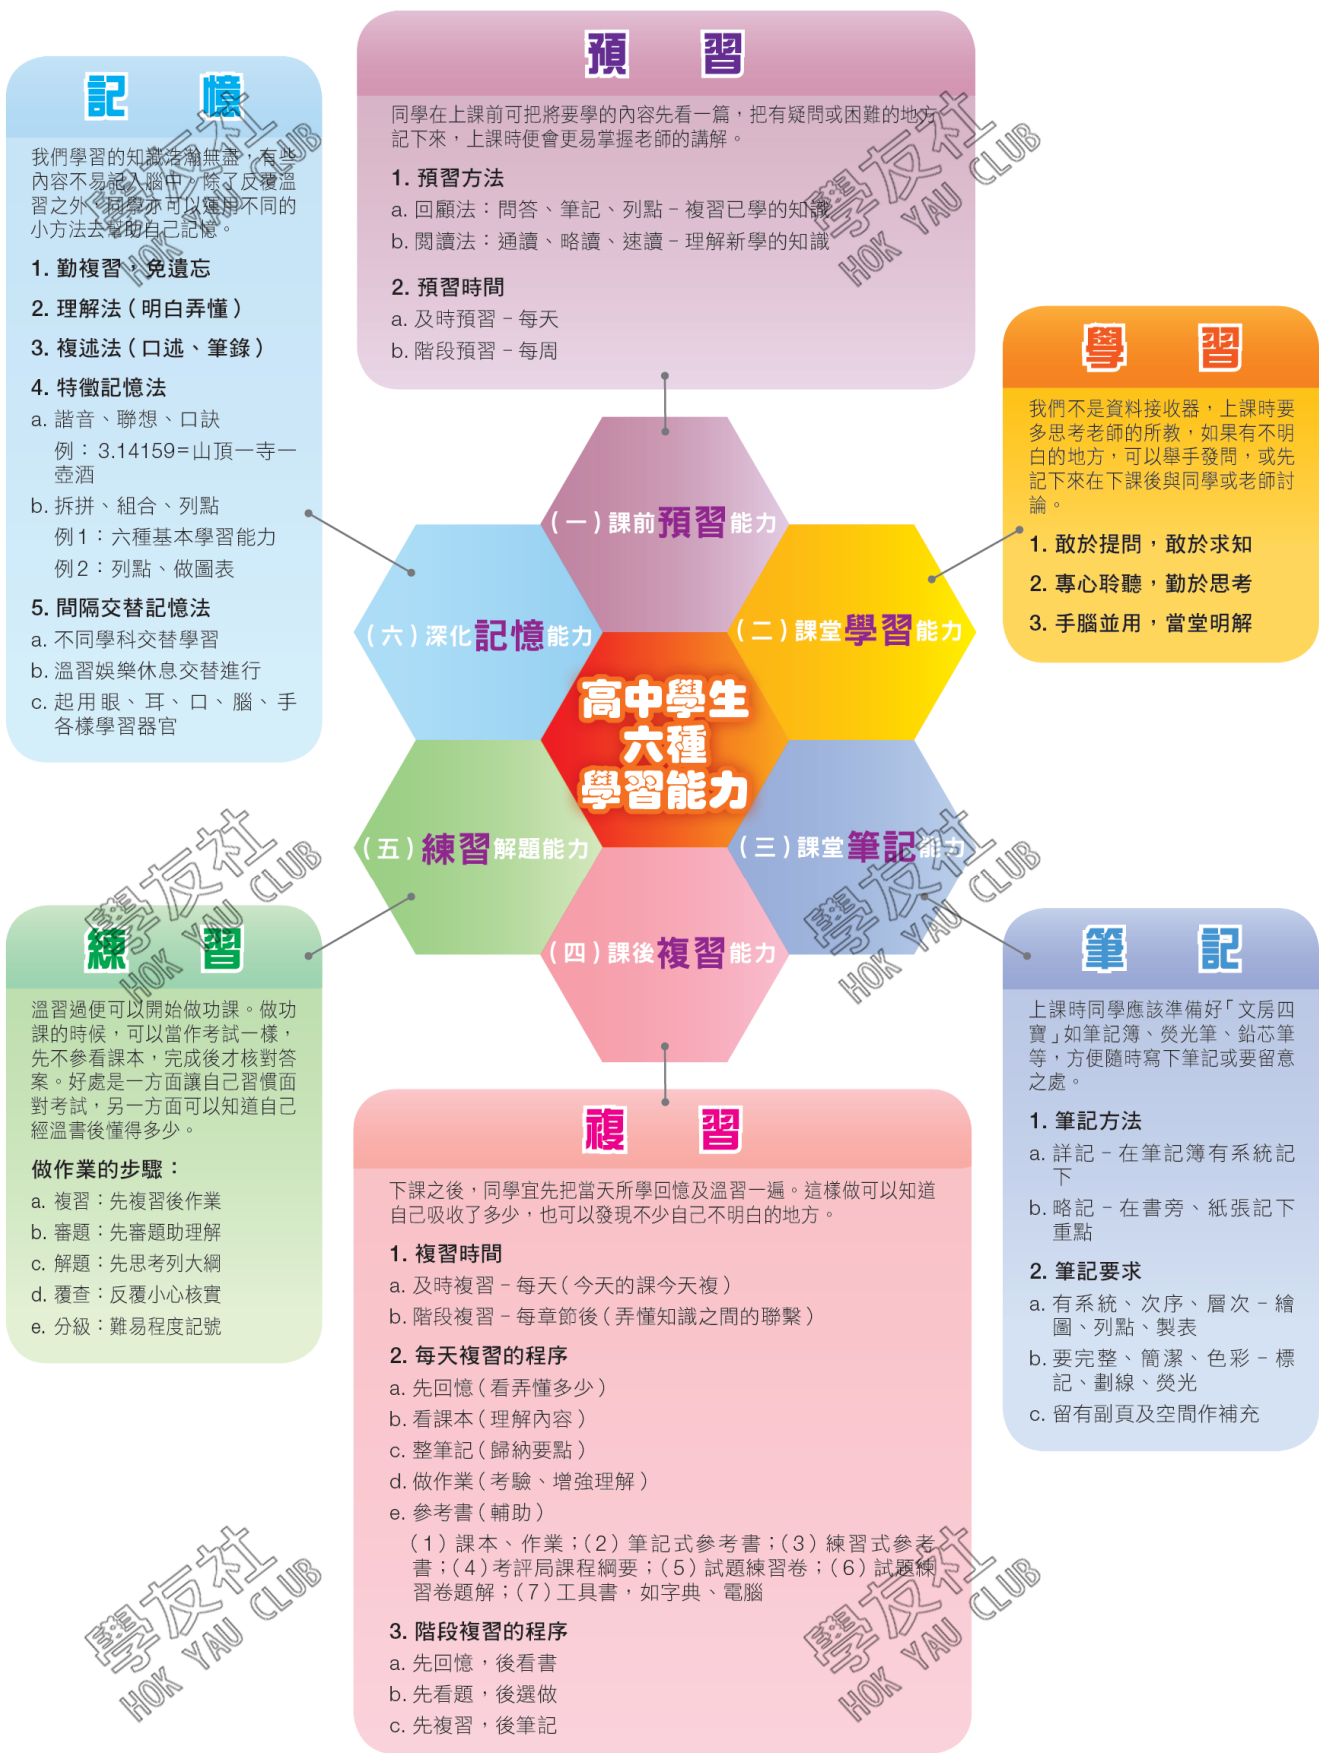 預習
同學在上課前可把將要學的內容先看一篇，把有疑問或困難的地方
記下來，上課時便會更易掌握老師的講解。
1. 預習方法
a. 回顧法：問答、筆記、列點－複習已學的知識
b. 閱讀法：通讀、略讀、速讀－理解新學的知識
2. 預習時間
a. 及時預習－每天
b. 階段預習－每周
記憶
我們學習的知識浩瀚無盡，有些
內容不易記入腦中。除了反覆溫
習之外，同學亦可以運用不同的
小方法去幫助自己記憶。
1. 勤複習，免遺忘
2. 理解法（明白弄懂）
3. 複述法（口述、筆錄）
4. 特徵記憶法
a. 諧音、聯想、口訣
例：3.14159=山頂一寺一
壺酒
b. 拆拼、組合、列點
例1：六種基本學習能力
例2：列點、做圖表
5. 間隔交替記憶法
a. 不同學科交替學習
b. 溫習娛樂休息交替進行
c. 起用眼、耳、口、腦、手
各樣學習器官
學習
我們不是資料接收器，上課時要
多思考老師的所教，如果有不明
白的地方，可以舉手發問，或先
記下來在下課後與同學或老師討
論。
1. 敢於提問，敢於求知
2. 專心聆聽，勤於思考
3. 手腦並用，當堂明解
（一）課前預習能力
（二）課堂學習能力
（三）課堂筆記能力
（四）課後複習能力
（五）練習解題能力
（六）深化記憶能力
高中學生
六種
學習能力
練習
溫習過便可以開始做功課。做功
課的時候，可以當作考試一樣，
先不參看課本，完成後才核對答
案。好處是一方面讓自己習慣面
對考試，另一方面可以知道自己
經溫書後懂得多少。
做作業的步驟：
a. 複習：先複習後作業
b. 審題：先審題助理解
c. 解題：先思考列大綱
d. 覆查：反覆小心核實
e. 分級：難易程度記號
筆記
上課時同學應該準備好「文房四
寶」如筆記簿、熒光筆、鉛芯筆
等，方便隨時寫下筆記或要留意
之處。
1. 筆記方法
a. 詳記－在筆記簿有系統記
下
b. 略記－在書旁、紙張記下
重點
2. 筆記要求
a. 有系統、次序、層次－繪
圖、列點、製表
b. 要完整、簡潔、色彩－標
記、劃線、熒光
c. 留有副頁及空間作補充
複習
下課之後，同學宜先把當天所學回憶及溫習一遍。這樣做可以知道
自己吸收了多少，也可以發現不少自己不明白的地方。
1. 複習時間
a. 及時複習－每天（今天的課今天複）
b. 階段複習－每章節後（弄懂知識之間的聯繫）
2. 每天複習的程序
a. 先回憶（看弄懂多少）
b. 看課本（理解內容）
c. 整筆記（歸納要點）
d. 做作業（考驗、增強理解）
e. 參考書（輔助）
（1）課本、作業；（2）筆記式參考書；（3）練習式參考
書；（4）考評局課程綱要；（5）試題練習卷；（6）試題練
習卷題解；（7）工具書，如字典、電腦
3. 階段複習的程序
a. 先回憶，後看書
b. 先看題，後選做
c. 先複習，後筆記
學友社
HOK YAU CLUB
學友社
HOK YAU CLUB
學友社
HOK YAU CLUB
學友社
HOK YAU CLUB
學友社
HOK YAU CLUB
學友社
HOK YAU CLUB